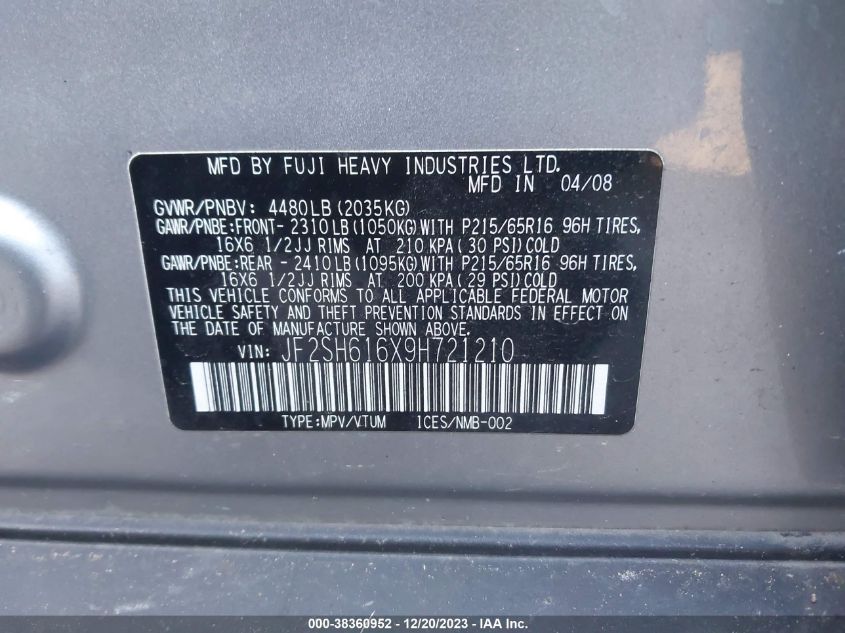 MFD BY FUJI HEAVY INDUSTRIES LTD.
MFD IN 04/08
GVWR/PNBV: 4480LB(2035KG)
GAWR/PNBE:FRONT- 2310LB(1050KG)WITH P215/65R16 96H TIRES,
16X6 1/2JJ RIMS AT 210 KPA(30 PSI)COLD
GAWR/PNBE:REAR - 2410LB(1095KG)WITH P215/65R16 96H TIRES,
16X6 1/2JJ RIMS AT 200 KPA(29 PSI)COLD
THIS VEHICLE CONFORMS TO ALL APPLICABLE FEDERAL MOTOR
VEHICLE SAFETY AND THEFT PREVENTION STANDARDS IN EFFECT ON
THE DATE OF MANUFACTURE SHOWN ABOVE.
VIN: JF2SH616X9H721210
TYPE:MPV/VTUM 1CES/NMB-002
000-38360952 - 12/20/2023 - IAA Inc.